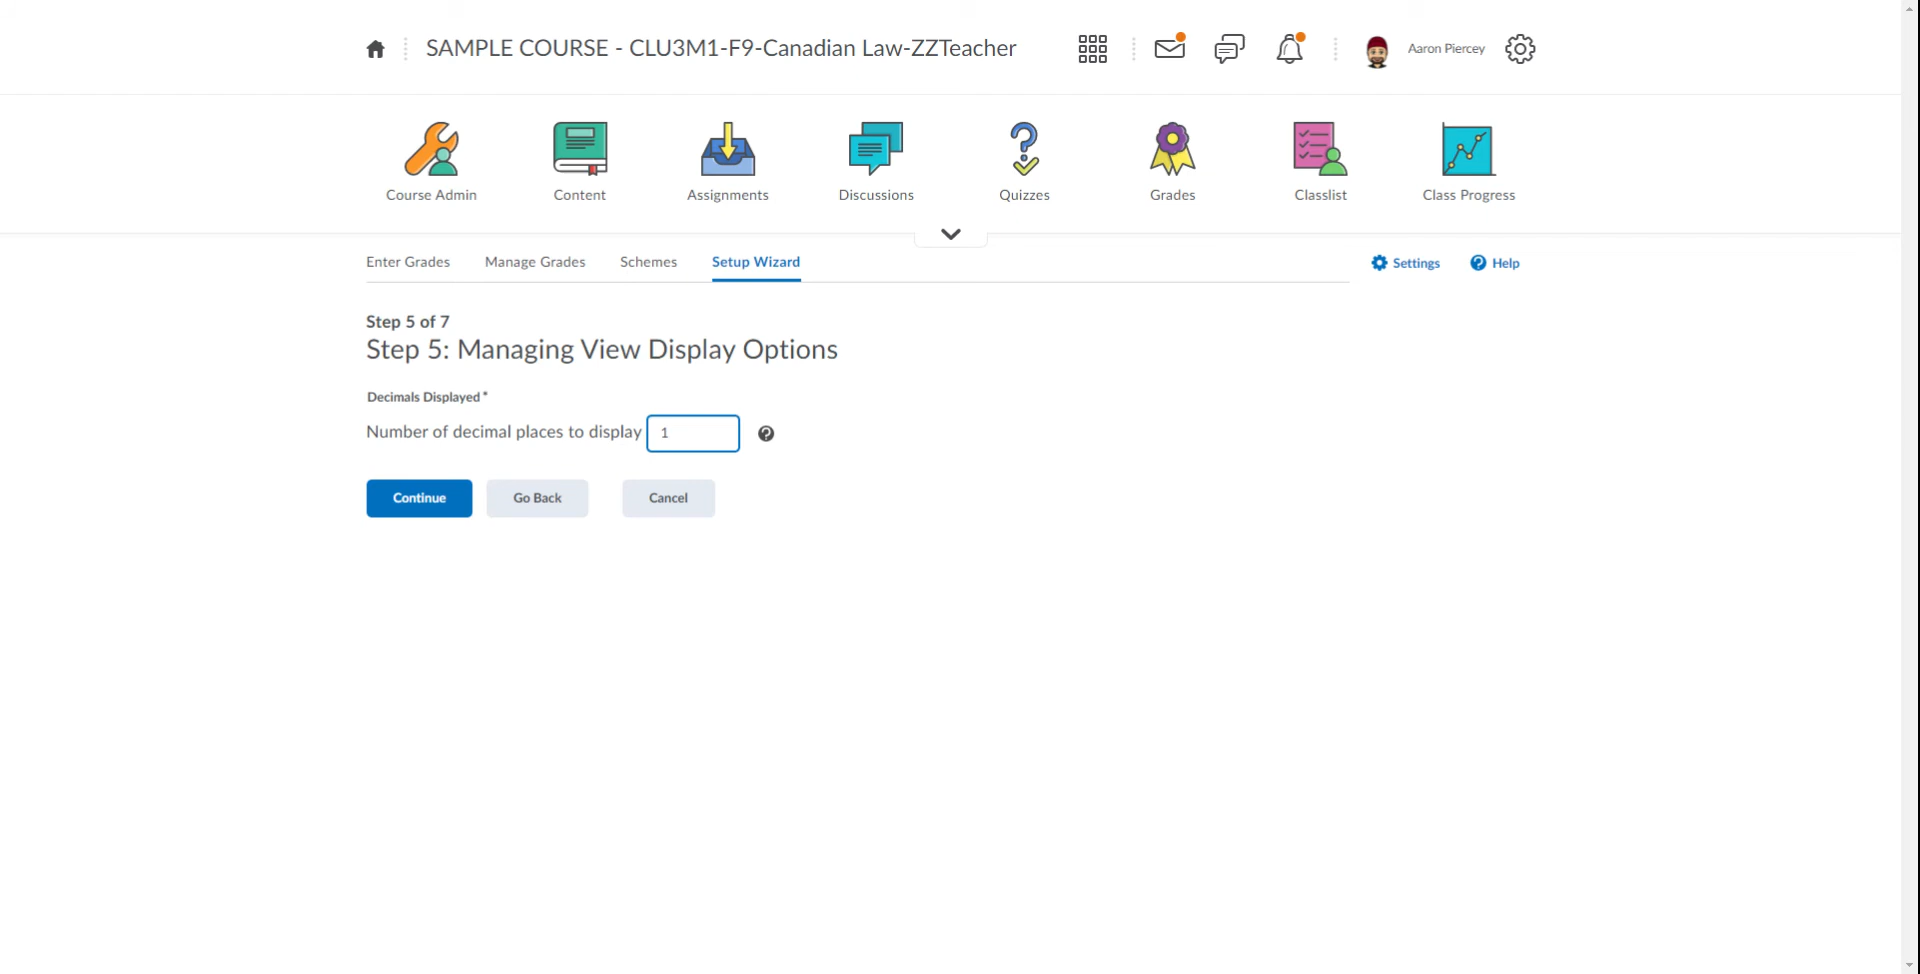 SAMPLE COURSE - CLU3M1-F9-Canadian Law-ZZTeacher
Aaron Piercey
Course Admin
Content
Assignments
Discussions
Quizzes
Grades
Classlist
Class Progress
Enter Grades
Manage Grades
Schemes
Setup Wizard
Settings
Help
Step 5 of 7
Step 5: Managing View Display Options
Decimals Displayed *
Number of decimal places to display 1
Continue
Go Back
Cancel